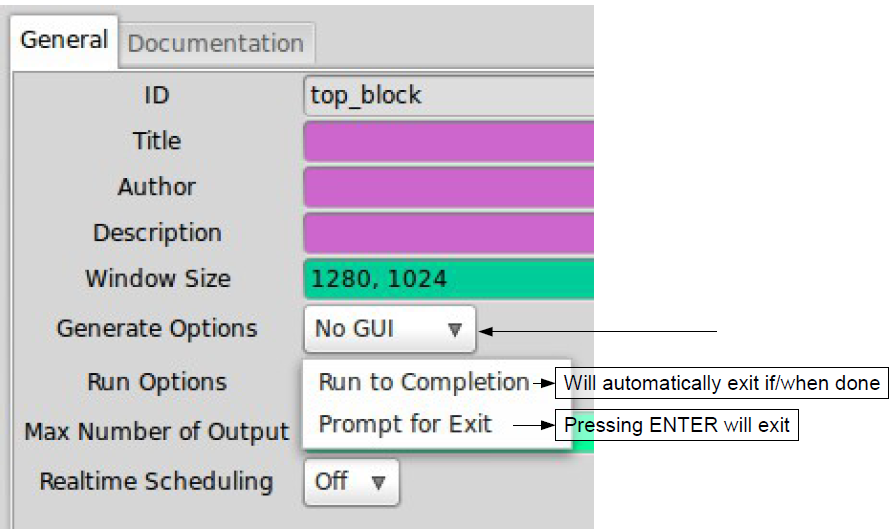 General Documentation
ID top_block
Title
Author
Description
Window Size 1280, 1024
Generate Options No GUI
Run Options Run to Completion Will automatically exit if/when done
Max Number of Output Prompt for Exit Pressing ENTER will exit
Realtime Scheduling Off